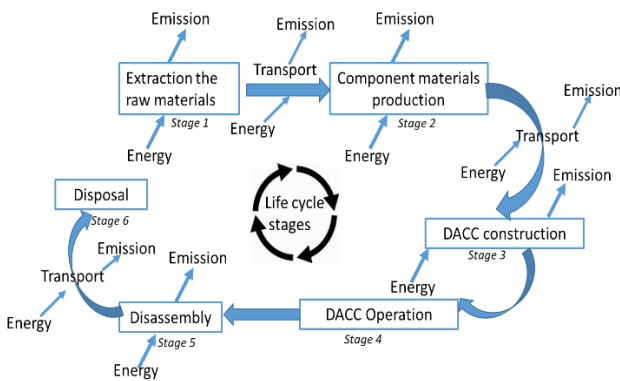 Emission
Extraction the
raw materials
Stage 1
Energy
Emission
Transport
Energy
Emission
Component materials
production
Stage 2
Energy
Emission
Transport
Energy
Emission
DACC construction
Stage 3
Energy
DACC Operation
Stage 4
Emission
Disassembly
Stage 5
Energy
Emission
Transport
Energy
Disposal
Stage 6
Life cycle
stages